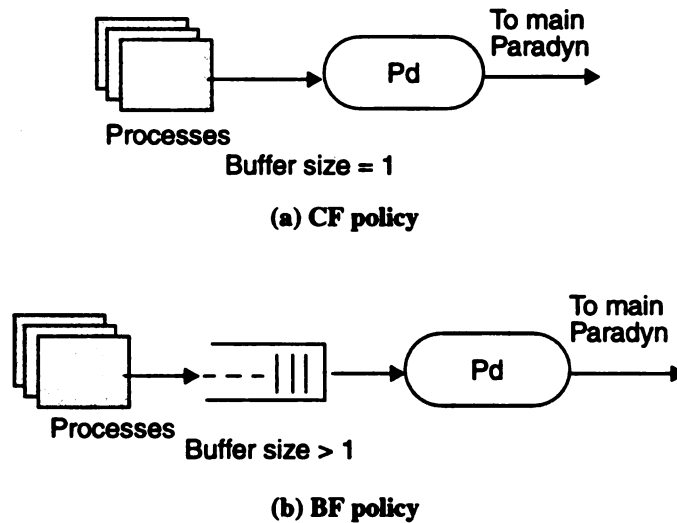 To main
Paradyn
Pd
Processes
Buffer size = 1
(a) CF policy
To main
Paradyn
Pd
Processes
Buffer size > 1
(b) BF policy